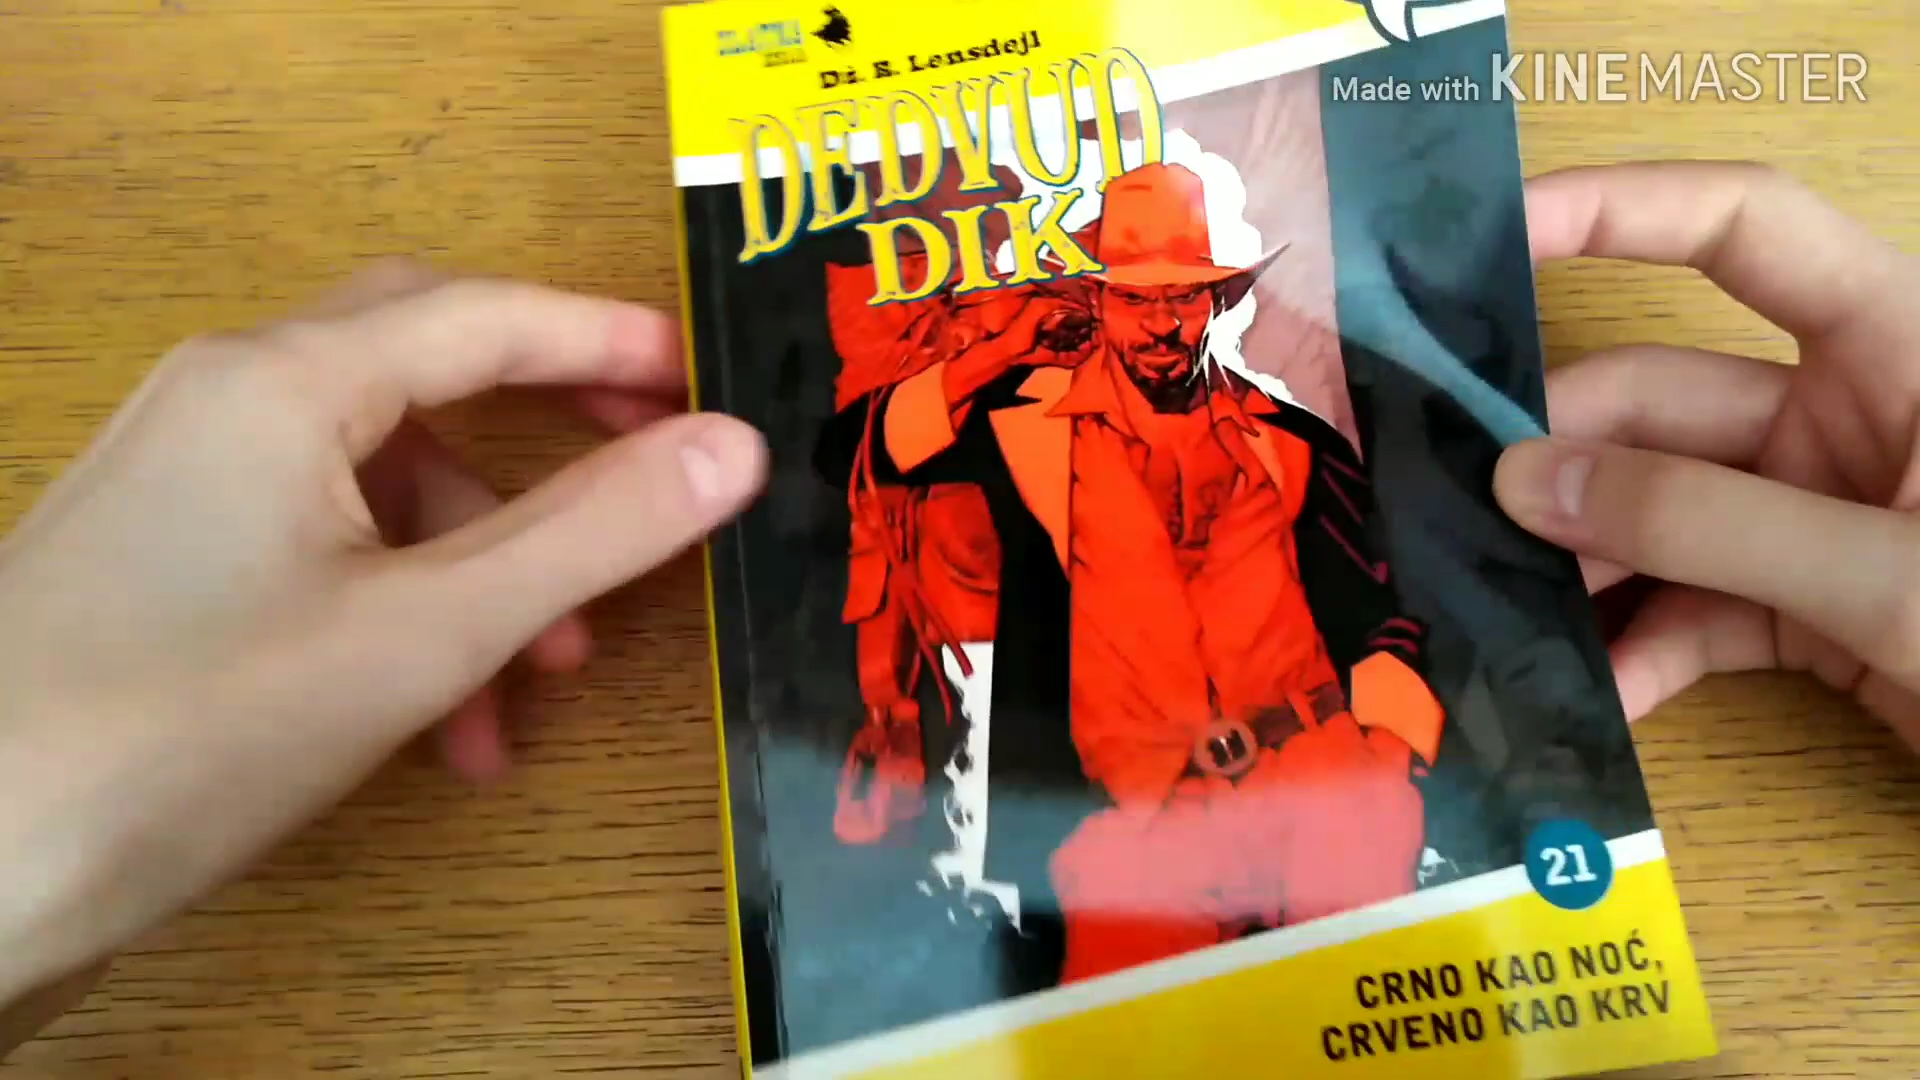 Dž. R. Lensdejl
DEDVUD
DIK
Made with KINEMASTER
21
CRNO KAO NOĆ,
CRVENO KAO KRV